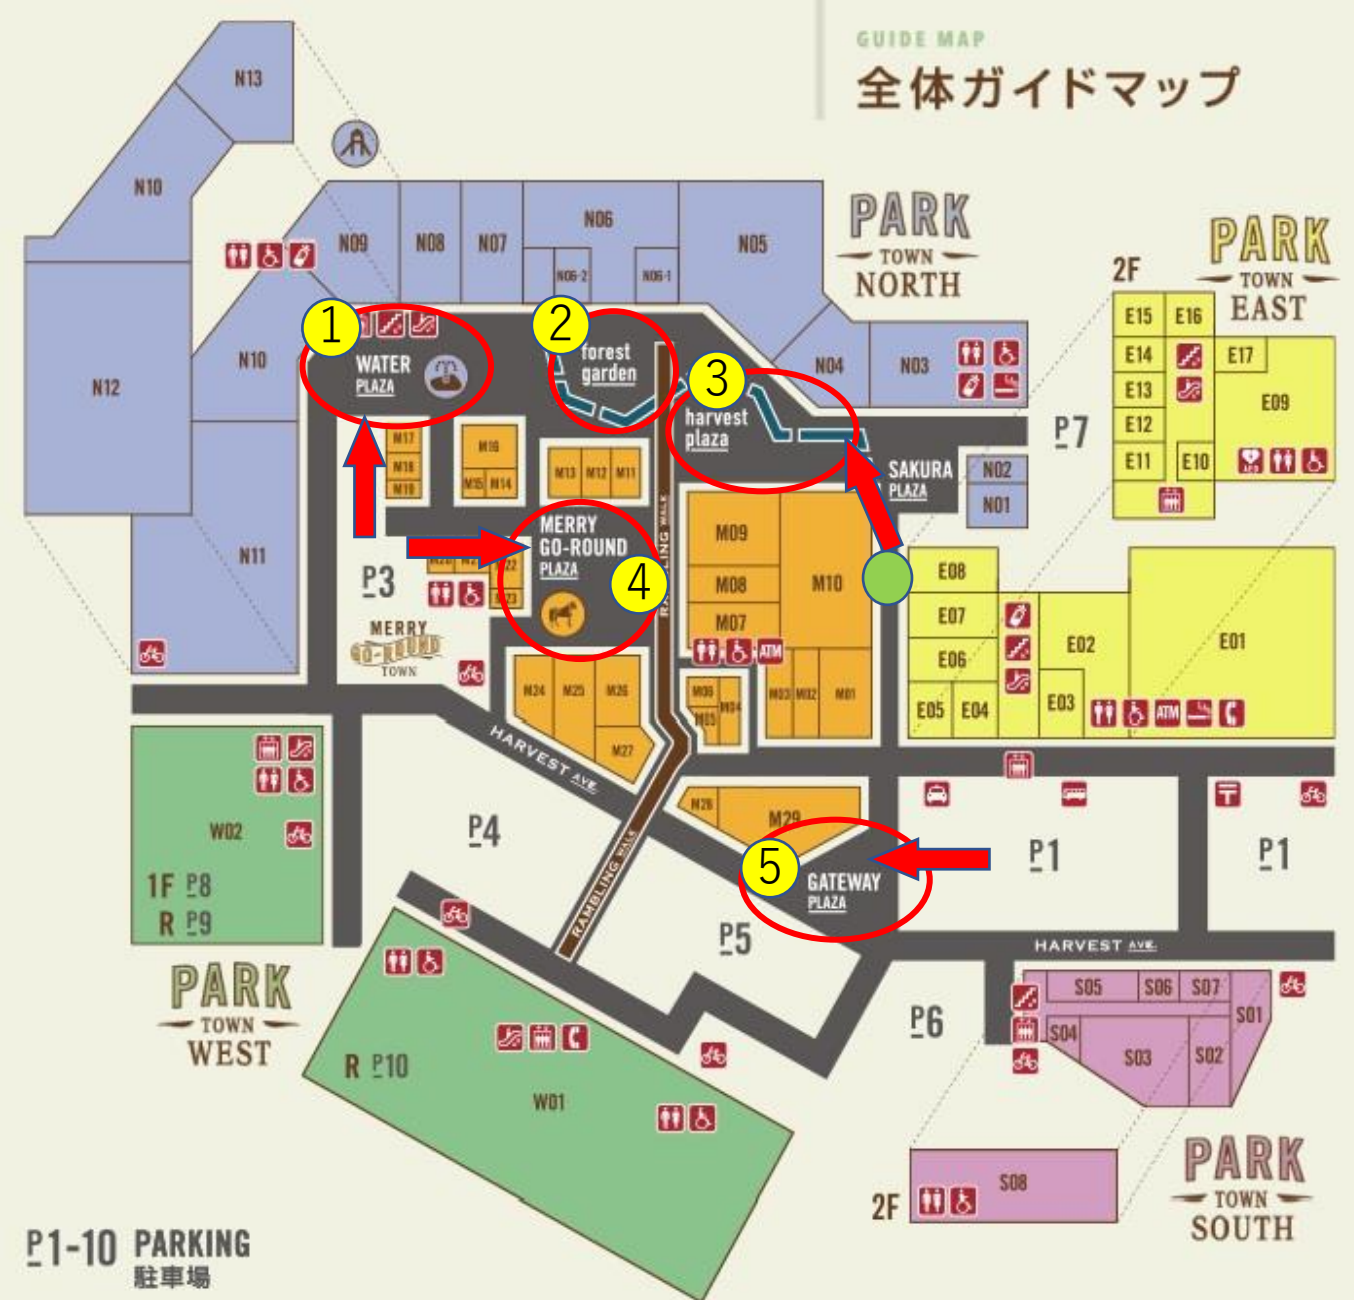 GUIDE MAP
全体ガイドマップ
N13
N10
N09
N08
N07
N06
N06-2
N06-1
N05
PARK
TOWN
NORTH
PARK
TOWN
EAST
2F
E15
E16
E14
E17
E13
E09
E12
E11
E10
1
WATER
PLAZA
2
forest
garden
3
harvest
plaza
N04
N03
P7
N10
N12
N11
M17
M18
M19
M16
M15
M14
M13
M12
M11
SAKURA
PLAZA
N02
N01
MERRY
GO-ROUND
PLAZA
4
RAMBLING WALK
M09
M08
M07
M10
P3
M22
M23
MERRY
GO-ROUND
TOWN
ATM
E08
E07
E06
E05
E04
E02
E03
E01
ATM
M24
M25
M26
M27
M06
M05
M04
M03
M02
M01
HARVEST AVE.
M28
M29
W02
1F P8
R P9
P4
RAMBLING WALK
5
GATEWAY
PLAZA
P1
P1
P5
HARVEST AVE.
PARK
TOWN
WEST
R P10
W01
P6
S05
S06
S07
S01
S04
S03
S02
2F
S08
PARK
TOWN
SOUTH
P1-10 PARKING
駐車場